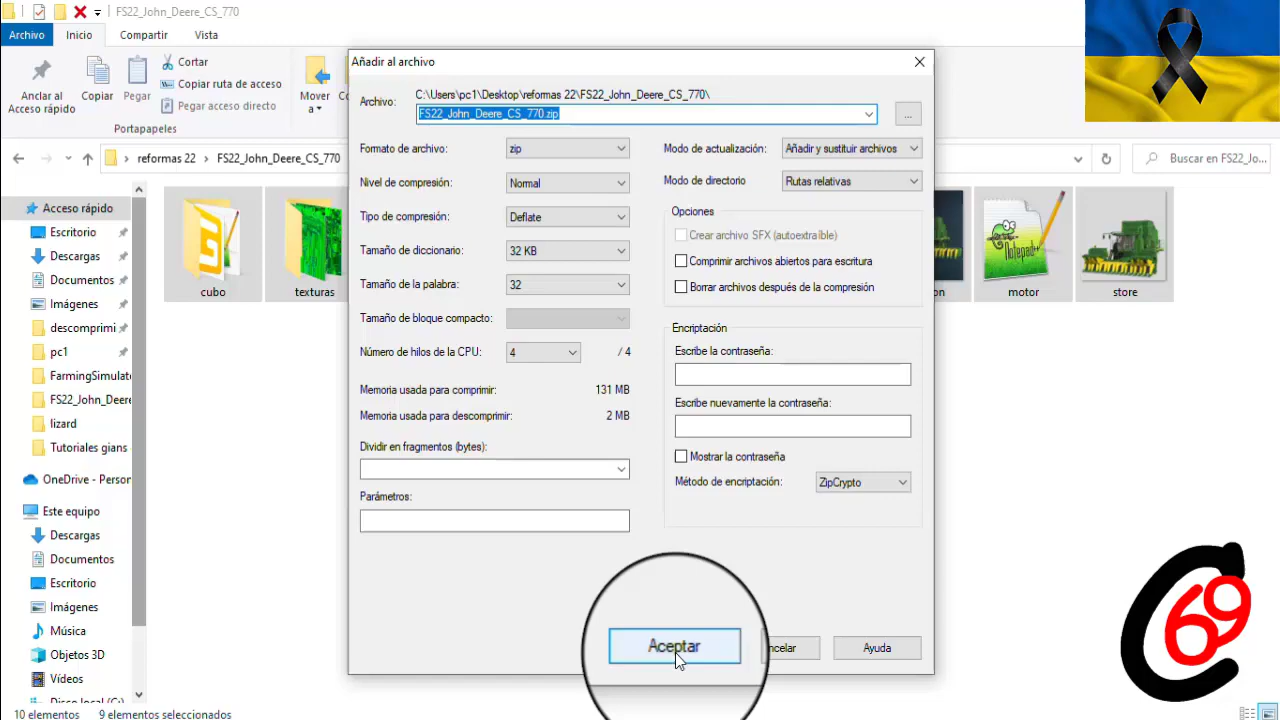 FS22_John_Deere_CS_770
Archivo
Inicio
Compartir
Vista
Anclar al
Acceso rápido
Copiar
Pegar
Cortar
Copiar ruta de acceso
Pegar acceso directo
Portapapeles
Mover
a
reformas 22
FS22_John_Deere_CS_770
Buscar en FS22_Jo...
Acceso rápido
Escritorio
Descargas
Documentos
Imágenes
descomprimi
pc1
FarmingSimulat
FS22_John_Deere
lizard
Tutoriales gians
OneDrive - Person
Este equipo
Descargas
Documentos
Escritorio
Imágenes
Música
Objetos 3D
Vídeos
Disco local (C:)
10 elementos
9 elementos seleccionados
cubo
texturas
on
Notepad++
motor
store
Añadir al archivo
Archivo:
C:\Users\pc1\Desktop\reformas 22\FS22_John_Deere_CS_770\
FS22_John_Deere_CS_770.zip
...
Formato de archivo:
zip
Nivel de compresión:
Normal
Tipo de compresión:
Deflate
Tamaño de diccionario:
32 KB
Tamaño de la palabra:
32
Tamaño de bloque compacto:
Número de hilos de la CPU:
4
/ 4
Memoria usada para comprimir:
131 MB
Memoria usada para descomprimir:
2 MB
Dividir en fragmentos (bytes):
Parámetros:
Modo de actualización:
Añadir y sustituir archivos
Modo de directorio
Rutas relativas
Opciones
Crear archivo SFX (autoextraíble)
Comprimir archivos abiertos para escritura
Borrar archivos después de la compresión
Encriptación
Escribe la contraseña:
Escribe nuevamente la contraseña:
Mostrar la contraseña
Método de encriptación:
ZipCrypto
Aceptar
ncelar
Ayuda
C69